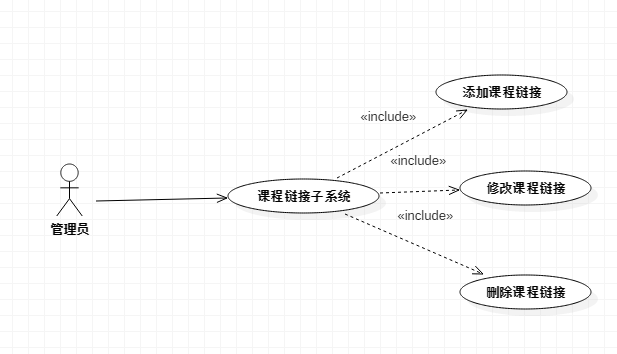 添加课程链接
«include»
«include»
修改课程链接
课程链接子系统
«include»
管理员
删除课程链接